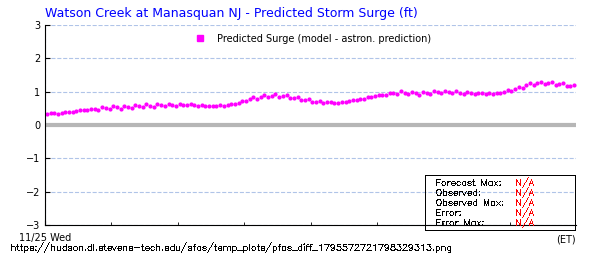 Watson Creek at Manasquan NJ - Predicted Storm Surge (ft)
3
Predicted Surge (model - astron. prediction)
2
1
0
−1
−2
−3
Forecast Max: N/A
Observed: N/A
Observed Max: N/A
Error: N/A
Error Max: N/A
11/25 Wed
(ET)
https://hudson.dl.stevens-tech.edu/sfas/temp_plots/pfas_diff_1795572721798329313.png